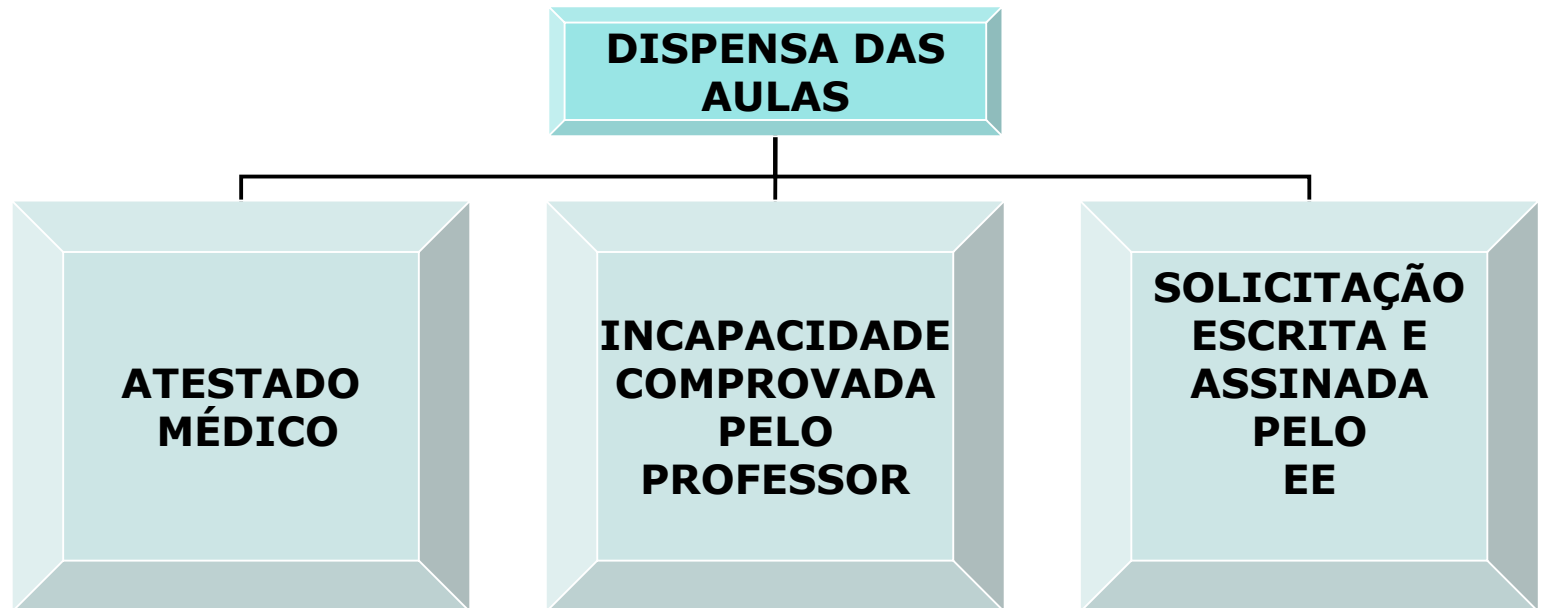 DISPENSA DAS
AULAS
ATESTADO
MÉDICO
INCAPACIDADE
COMPROVADA
PELO
PROFESSOR
SOLICITAÇÃO
ESCRITA E
ASSINADA
PELO
EE